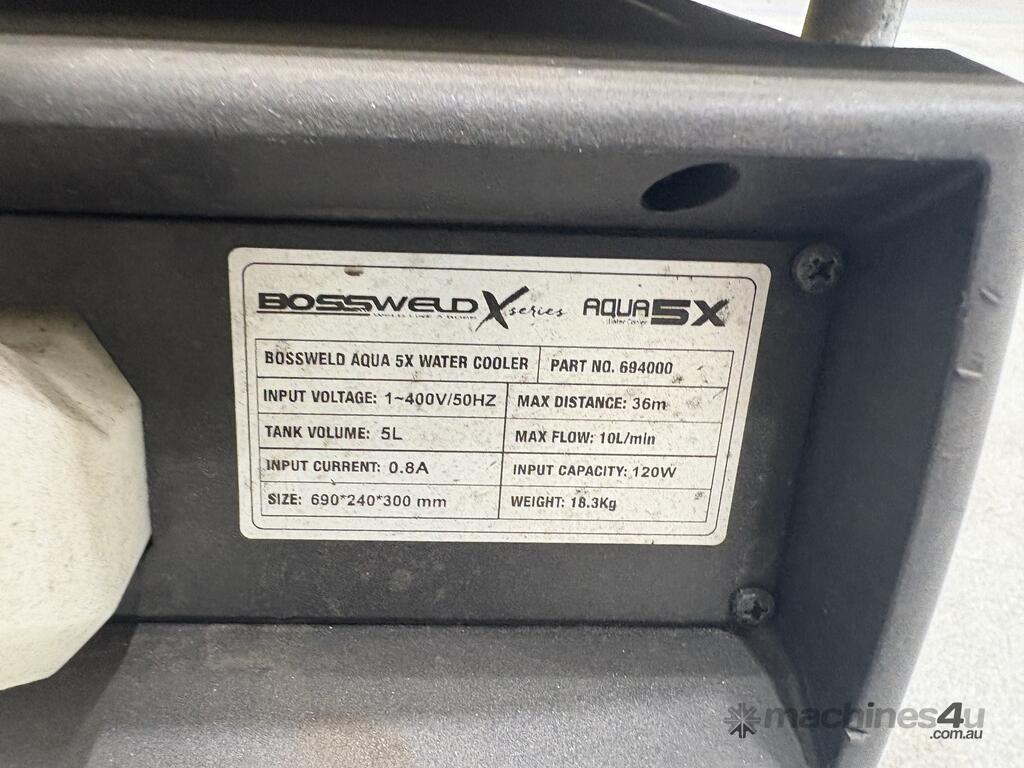 BOSSWELD X series AQUA 5X
Water Cooler
BOSSWELD AQUA 5X WATER COOLER PART NO. 694000
INPUT VOLTAGE: 1~400V/50HZ MAX DISTANCE: 36m
TANK VOLUME: 5L MAX FLOW: 10L/min
INPUT CURRENT: 0.8A INPUT CAPACITY: 120W
SIZE: 690*240*300 mm WEIGHT: 18.3Kg
machines4u
.com.au